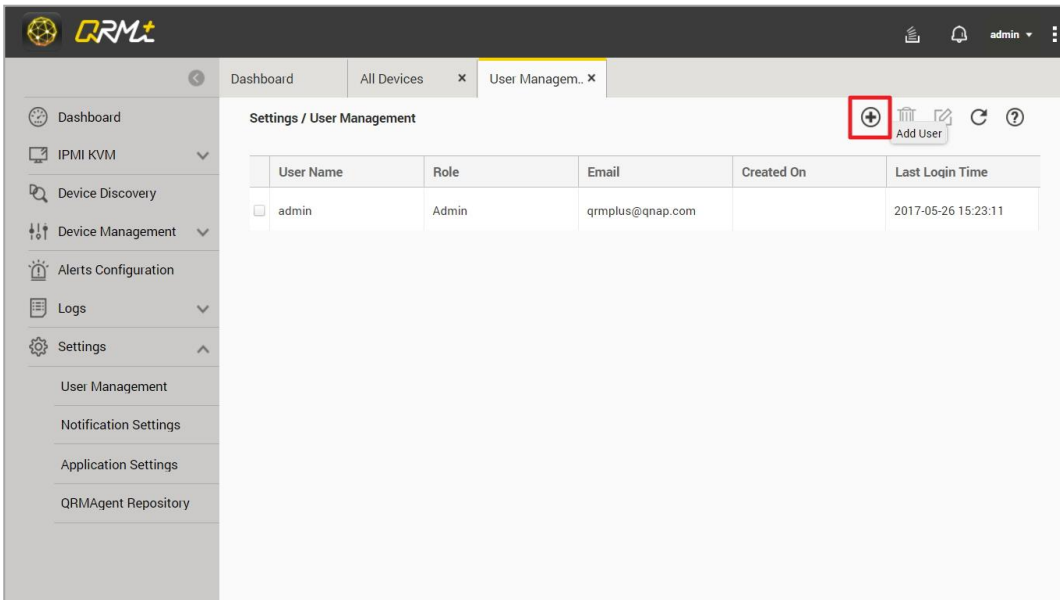 QRM+
admin
Dashboard
All Devices
User Managem..
Dashboard
IPMI KVM
Device Discovery
Device Management
Alerts Configuration
Logs
Settings
User Management
Notification Settings
Application Settings
QRMAgent Repository
Settings / User Management
Add User
User Name Role Email Created On Last Login Time
admin Admin qrmplus@qnap.com 2017-05-26 15:23:11